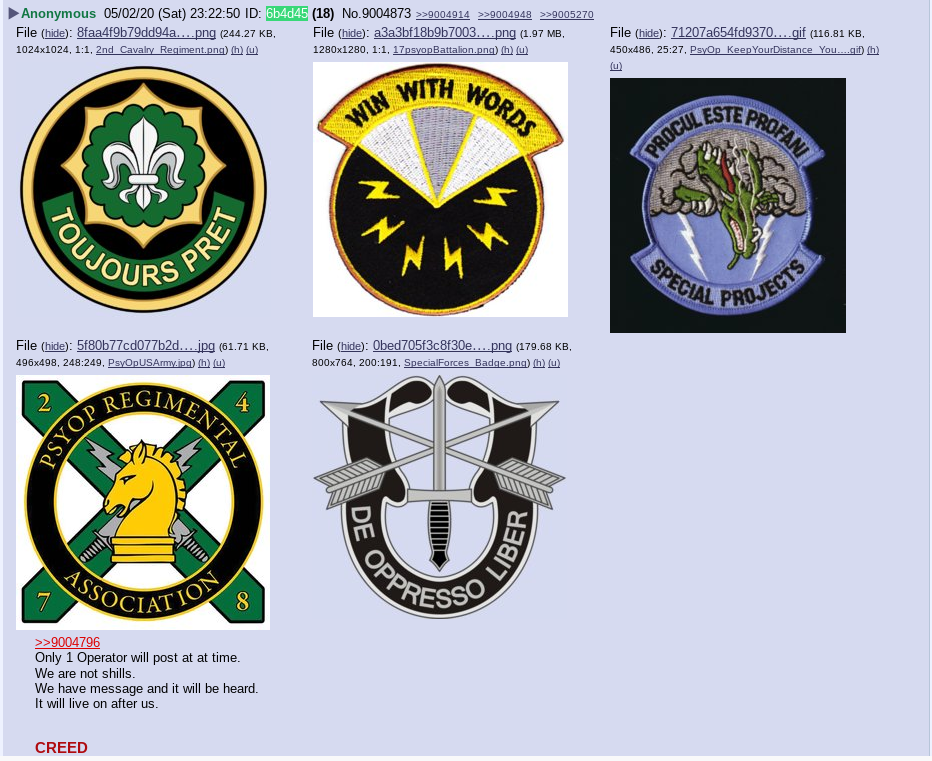 ▶Anonymous 05/02/20 (Sat) 23:22:50 ID: 6b4d45 (18) No.9004873 >>9004914 >>9004948 >>9005270
File (hide): 8faa4f9b79dd94a….png (244.27 KB, 1024x1024, 1:1, 2nd_Cavalry_Regiment.png) (h) (u)
TOUJOURS PRET
File (hide): a3a3bf18b9b7003….png (1.97 MB, 1280x1280, 1:1, 17psyopBattalion.png) (h) (u)
WIN WITH WORDS
File (hide): 71207a654fd9370….gif (116.81 KB, 450x486, 25:27, PsyOp_KeepYourDistance_You….gif) (h) (u)
PROCUL ESTE PROFANI
SPECIAL PROJECTS
File (hide): 5f80b77cd077b2d….jpg (61.71 KB, 496x498, 248:249, PsyOpUSArmy.jpg) (h) (u)
2 4
PSYOP REGIMENTAL
ASSOCIATION
7 8
File (hide): 0bed705f3c8f30e….png (179.68 KB, 800x764, 200:191, SpecialForces_Badge.png) (h) (u)
DE OPPRESSO LIBER
>>9004796
Only 1 Operator will post at at time.
We are not shills.
We have message and it will be heard.
It will live on after us.
CREED